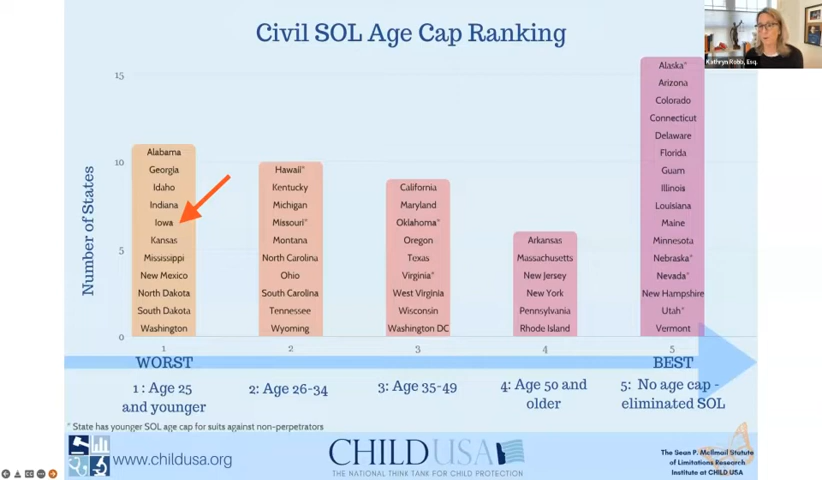 Civil SOL Age Cap Ranking
Kathryn Robb, Esq.
Number of States
15
10
5
0
Alabama
Georgia
Idaho
Indiana
Iowa
Kansas
Mississippi
New Mexico
North Dakota
South Dakota
Washington
Hawaii*
Kentucky
Michigan
Missouri*
Montana
North Carolina
Ohio
South Carolina
Tennessee
Wyoming
California
Maryland
Oklahoma*
Oregon
Texas
Virginia*
West Virginia
Wisconsin
Washington DC
Arkansas
Massachusetts
New Jersey
New York
Pennsylvania
Rhode Island
Alaska*
Arizona
Colorado
Connecticut
Delaware
Florida
Guam
Illinois
Louisiana
Maine
Minnesota
Nebraska*
Nevada*
New Hampshire
Utah*
Vermont
1
2
3
4
5
WORST
BEST
1 : Age 25
and younger
2: Age 26-34
3: Age 35-49
4: Age 50 and
older
5: No age cap -
eliminated SOL
* State has younger SOL age cap for suits against non-perpetrators
www.childusa.org
CHILDUSA
THE NATIONAL THINK TANK FOR CHILD PROTECTION
The Sean P. McIlmail Statute
of Limitations Research
Institute at CHILD USA
CC